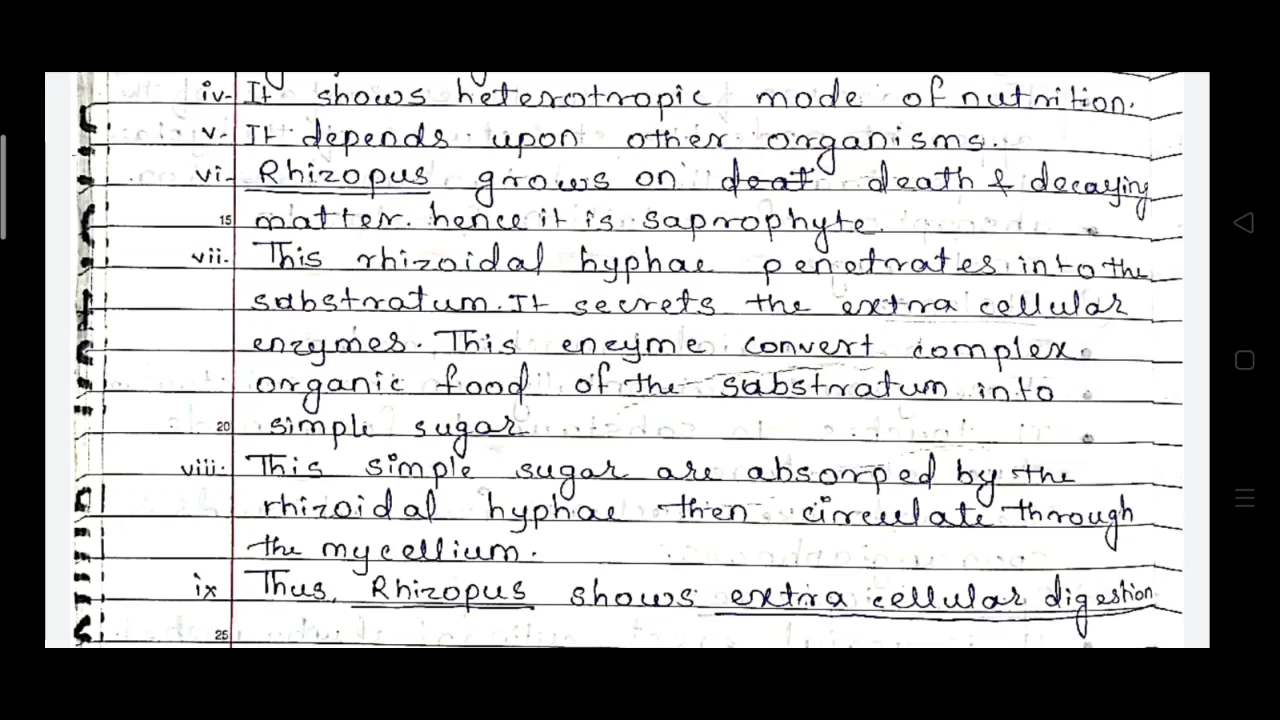 iv- It shows heterotropic mode of nutrition.
v- It depends upon other organisms.
vi- Rhizopus grows on deat death & decaying
15 matter. hence it is saprophyte.
vii- This rhizoidal hyphae penetrates into the
substratum. It secrets the extra cellular
enzymes. This enzyme convert complex
organic food of the substratum into
20 simple sugar
viii- This simple sugar are absorped by the
rhizoidal hyphae then circulate through
the mycellium.
ix Thus, Rhizopus shows extra cellular digestion
25